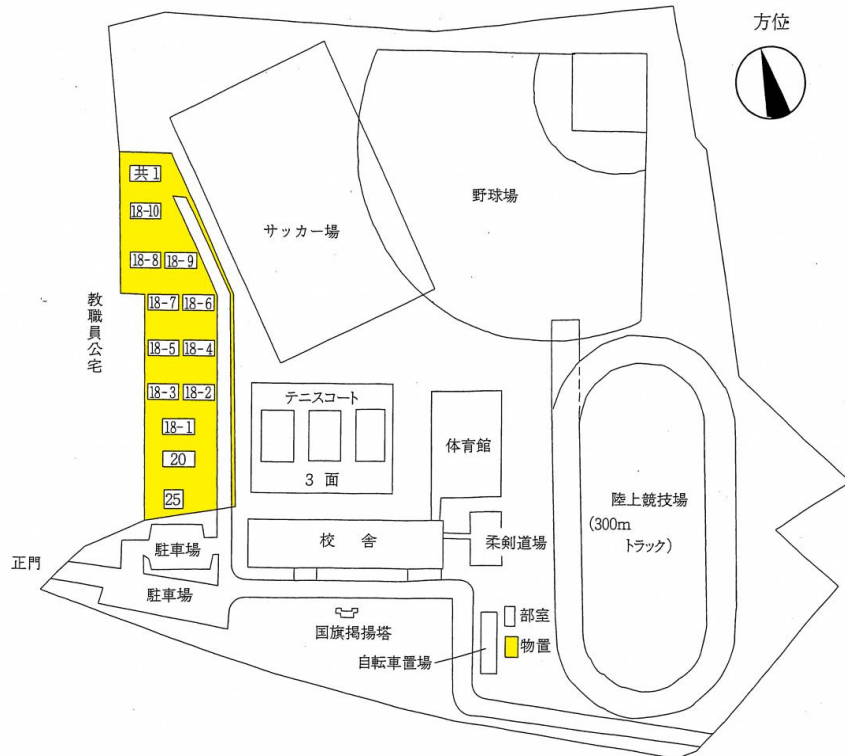 方位
共1
18-10
18-8
18-9
18-7
18-6
18-5
18-4
18-3
18-2
18-1
20
25
教職員公宅
サッカー場
野球場
テニスコート
3 面
体育館
陸上競技場
(300m
トラック)
校 舎
柔剣道場
正門
駐車場
駐車場
国旗掲揚塔
自転車置場
部室
物置